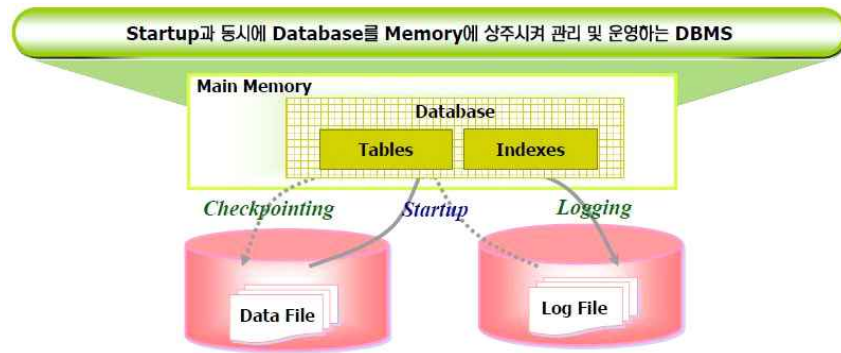 Startup과 동시에 Database를 Memory에 상주시켜 관리 및 운영하는 DBMS
Main Memory
Database
Tables
Indexes
Checkpointing
Startup
Logging
Data File
Log File